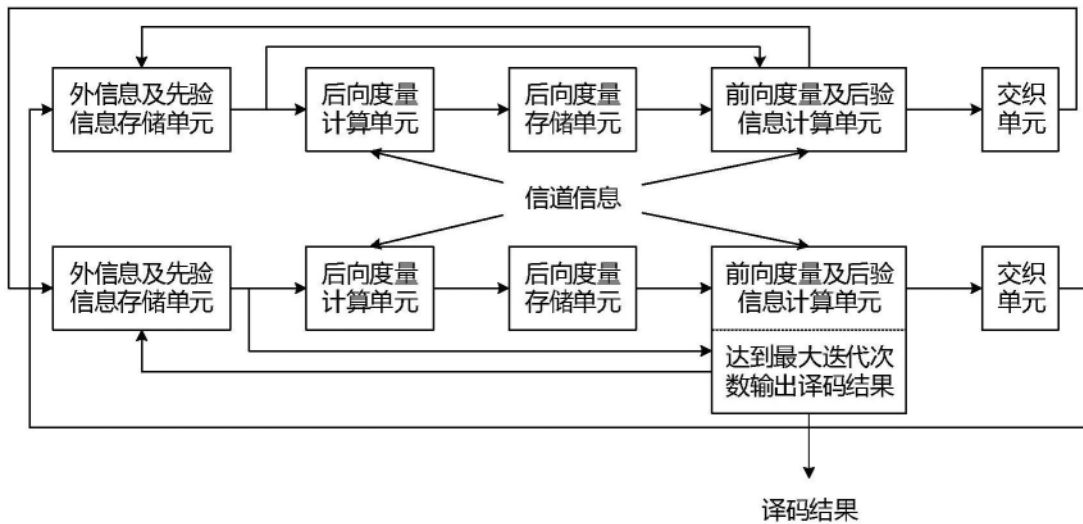 外信息及先验
信息存储单元
后向度量
计算单元
后向度量
存储单元
前向度量及后验
信息计算单元
交织
单元
信道信息
外信息及先验
信息存储单元
后向度量
计算单元
后向度量
存储单元
前向度量及后验
信息计算单元
交织
单元
达到最大迭代次
数输出译码结果
译码结果